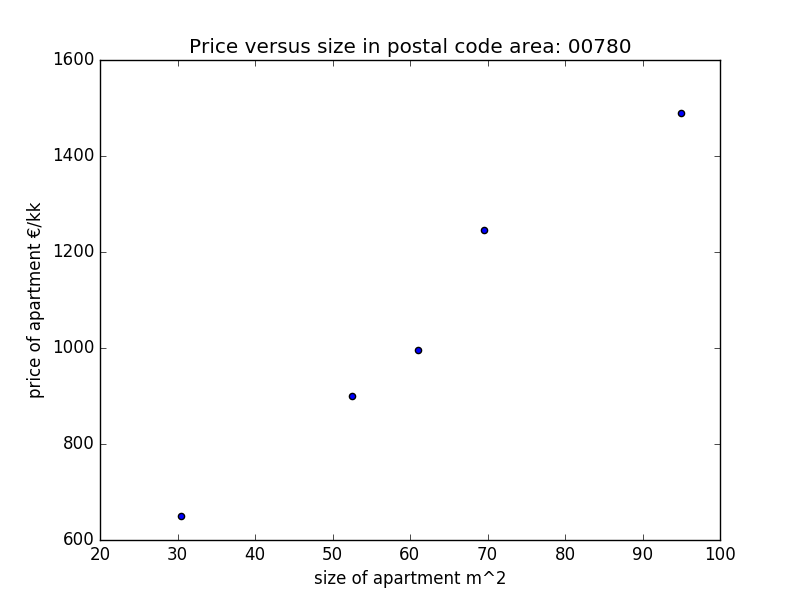 Price versus size in postal code area: 00780
1600
1400
1200
1000
800
600
price of apartment €/kk
20 30 40 50 60 70 80 90 100
size of apartment m^2